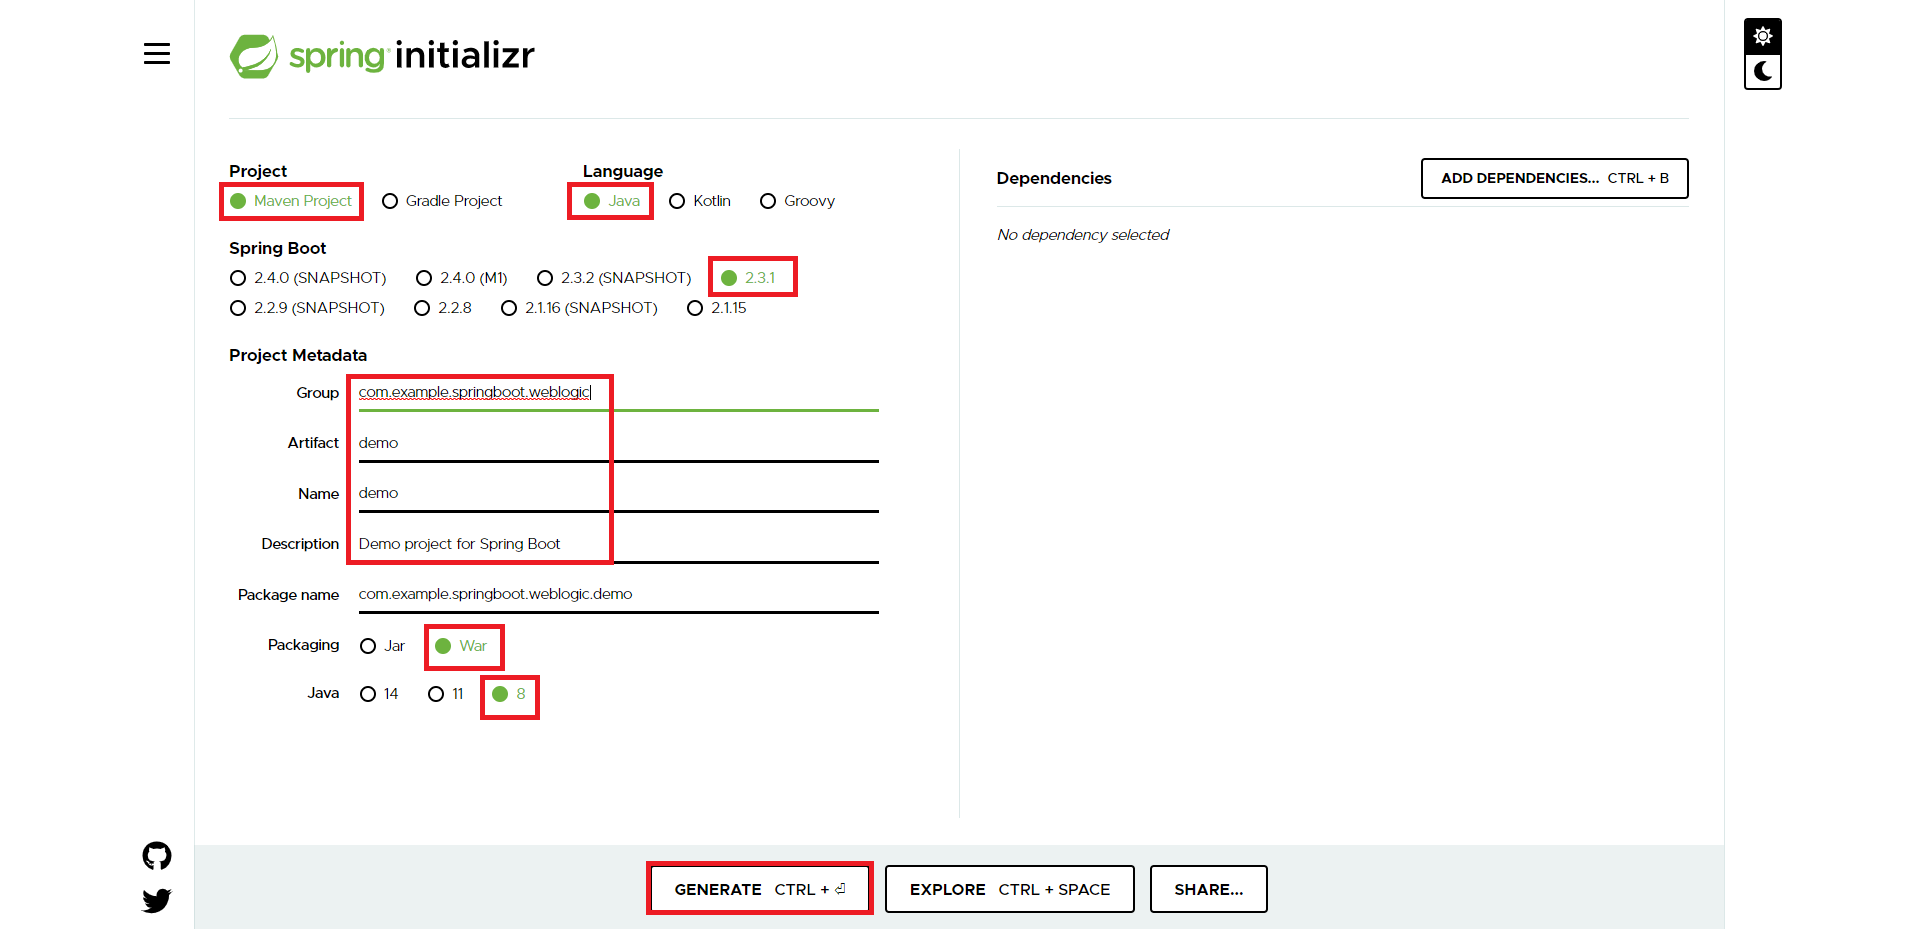 spring initializr
Project
Maven Project Gradle Project
Language
Java Kotlin Groovy
Spring Boot
2.4.0 (SNAPSHOT) 2.4.0 (M1) 2.3.2 (SNAPSHOT) 2.3.1
2.2.9 (SNAPSHOT) 2.2.8 2.1.16 (SNAPSHOT) 2.1.15
Project Metadata
Group com.example.springboot.weblogic
Artifact demo
Name demo
Description Demo project for Spring Boot
Package name com.example.springboot.weblogic.demo
Packaging Jar War
Java 14 11 8
Dependencies ADD DEPENDENCIES... CTRL + B
No dependency selected
GENERATE CTRL + ⏎ EXPLORE CTRL + SPACE SHARE...